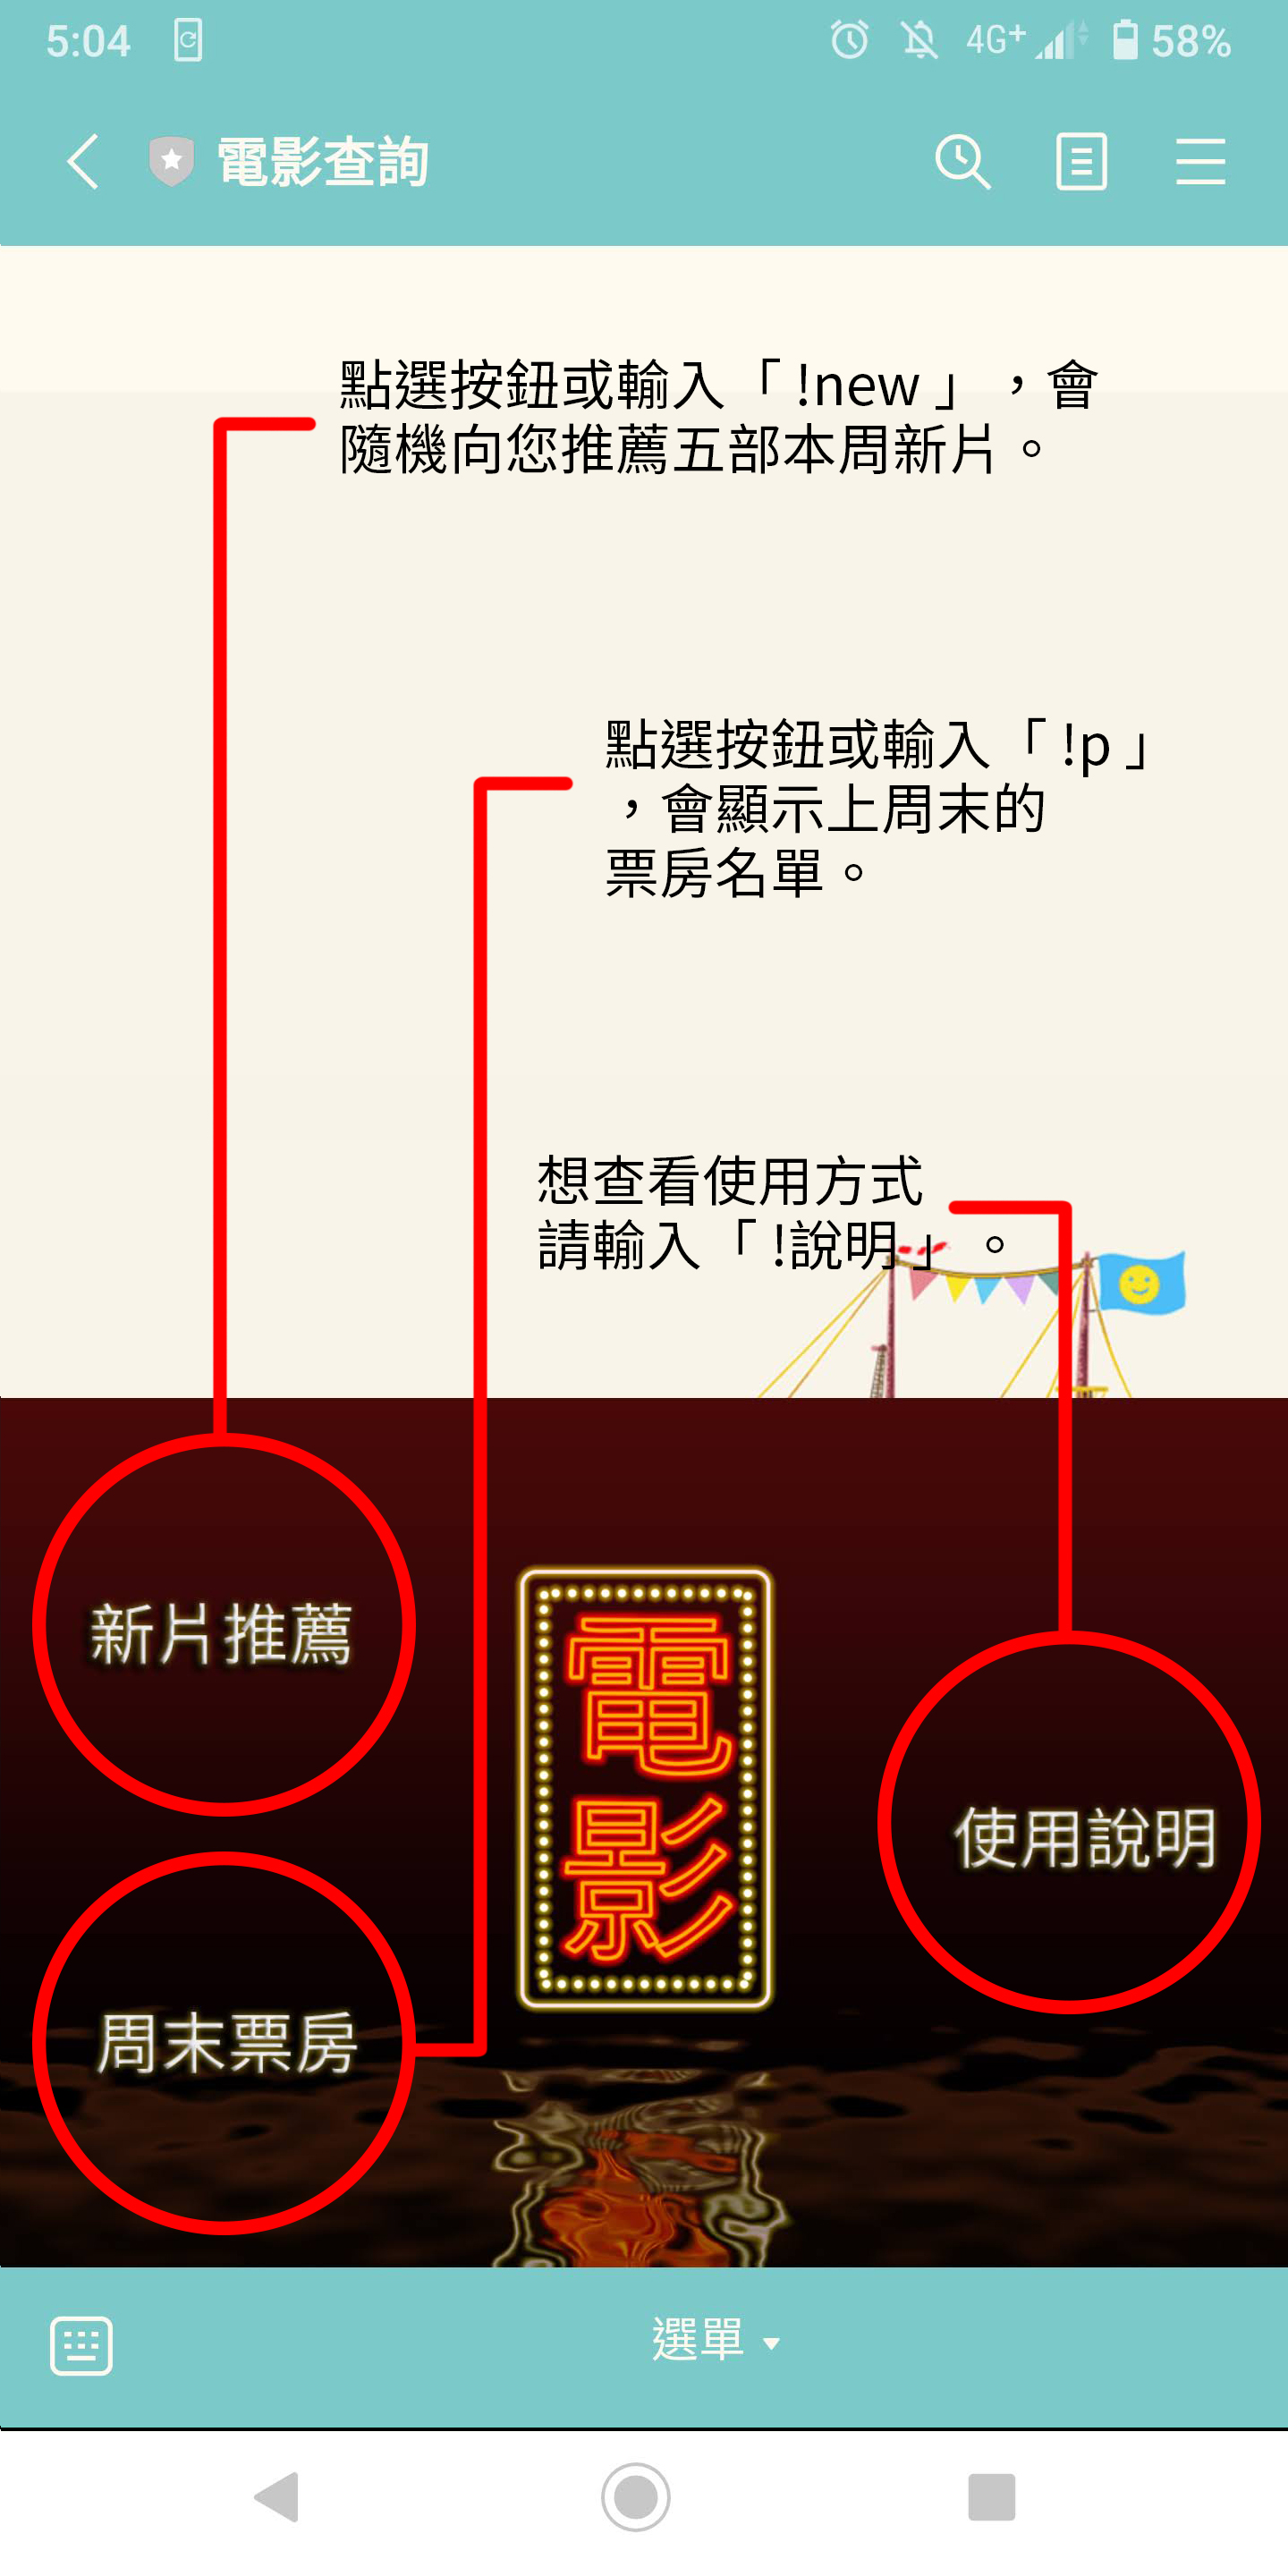 5:04 4G+ 58%
電影查詢
點選按鈕或輸入「!new」,會
隨機向您推薦五部本周新片。
點選按鈕或輸入「!p」
,會顯示上周末的
票房名單。
想查看使用方式
請輸入「!說明」。
新片推薦
電影
使用說明
周末票房
選單